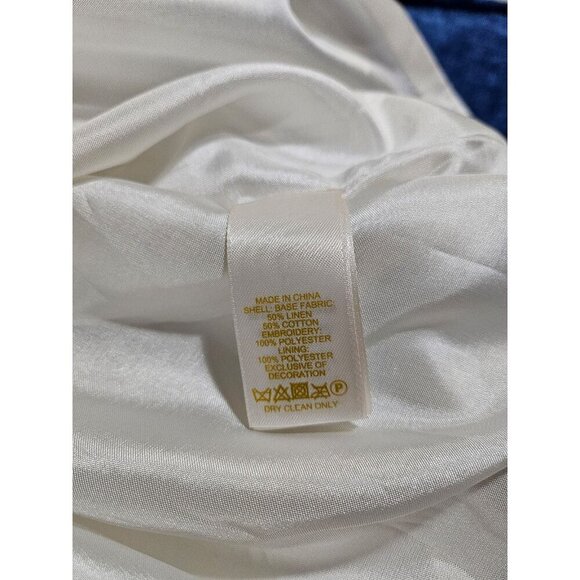 MADE IN CHINA
SHELL: BASE FABRIC:
50% LINEN
50% COTTON
EMBROIDERY:
100% POLYESTER
LINING:
100% POLYESTER
EXCLUSIVE OF
DECORATION
P
DRY CLEAN ONLY